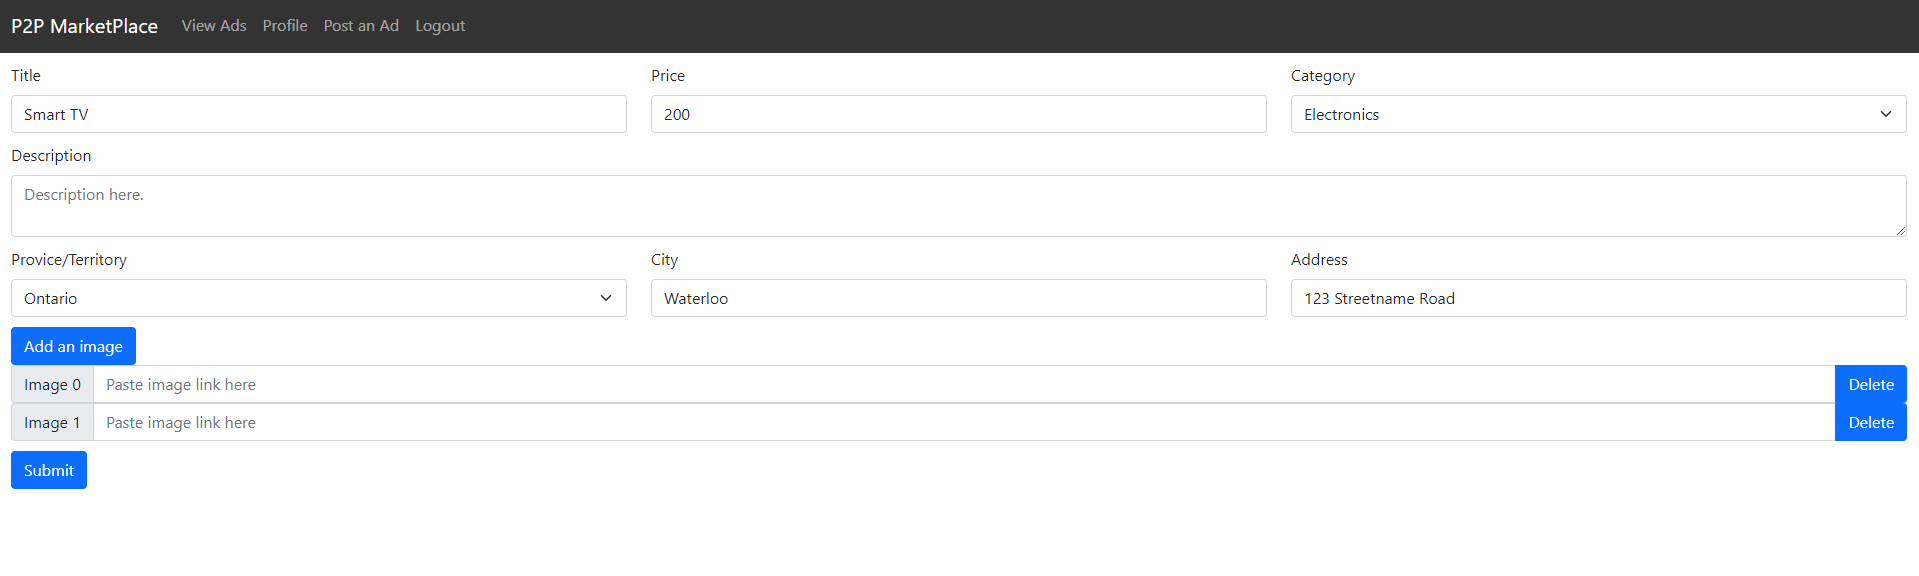 P2P MarketPlace View Ads Profile Post an Ad Logout
Title Price Category
Smart TV 200 Electronics
Description
Description here.
Provice/Territory City Address
Ontario Waterloo 123 Streetname Road
Add an image
Image 0 Paste image link here Delete
Image 1 Paste image link here Delete
Submit